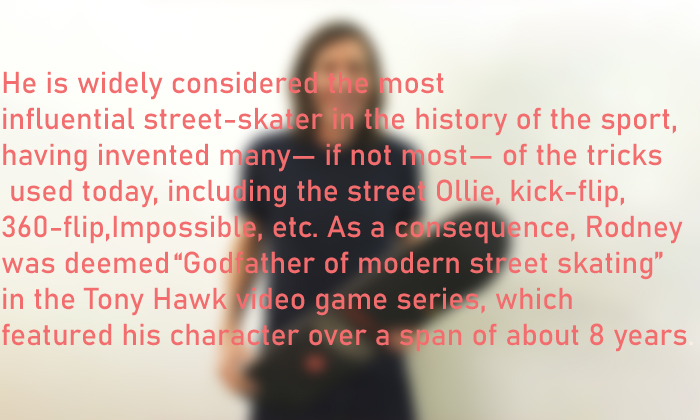 He is widely considered the most
influential street-skater in the history of the sport,
having invented many— if not most— of the tricks
used today, including the street Ollie, kick-flip,
360-flip,Impossible, etc. As a consequence, Rodney
was deemed“Godfather of modern street skating”
in the Tony Hawk video game series, which
featured his character over a span of about 8 years.